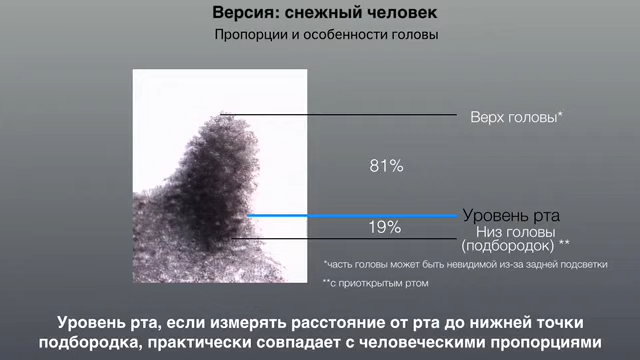 Версия: снежный человек
Пропорции и особенности головы
Верх головы*
81%
Уровень рта
19%
Низ головы
(подбородок) **
*часть головы может быть невидимой из-за задней подсветки
**с приоткрытым ртом
Уровень рта, если измерять расстояние от рта до нижней точки
подбородка, практически совпадает с человеческими пропорциями